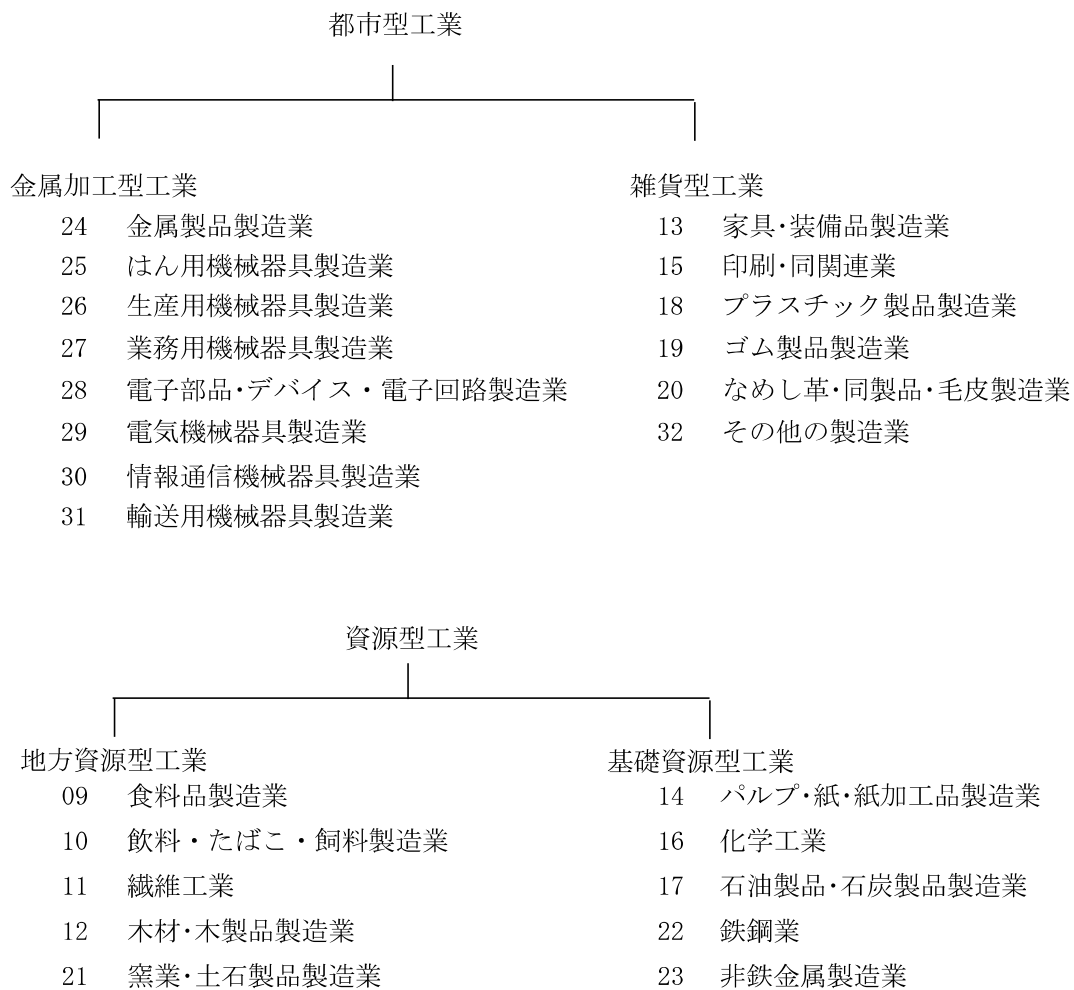 都市型工業
金属加工型工業
24 金属製品製造業
25 はん用機械器具製造業
26 生産用機械器具製造業
27 業務用機械器具製造業
28 電子部品･デバイス・電子回路製造業
29 電気機械器具製造業
30 情報通信機械器具製造業
31 輸送用機械器具製造業
雑貨型工業
13 家具･装備品製造業
15 印刷･同関連業
18 プラスチック製品製造業
19 ゴム製品製造業
20 なめし革･同製品･毛皮製造業
32 その他の製造業
資源型工業
地方資源型工業
09 食料品製造業
10 飲料・たばこ・飼料製造業
11 繊維工業
12 木材･木製品製造業
21 窯業･土石製品製造業
基礎資源型工業
14 パルプ･紙･紙加工品製造業
16 化学工業
17 石油製品･石炭製品製造業
22 鉄鋼業
23 非鉄金属製造業